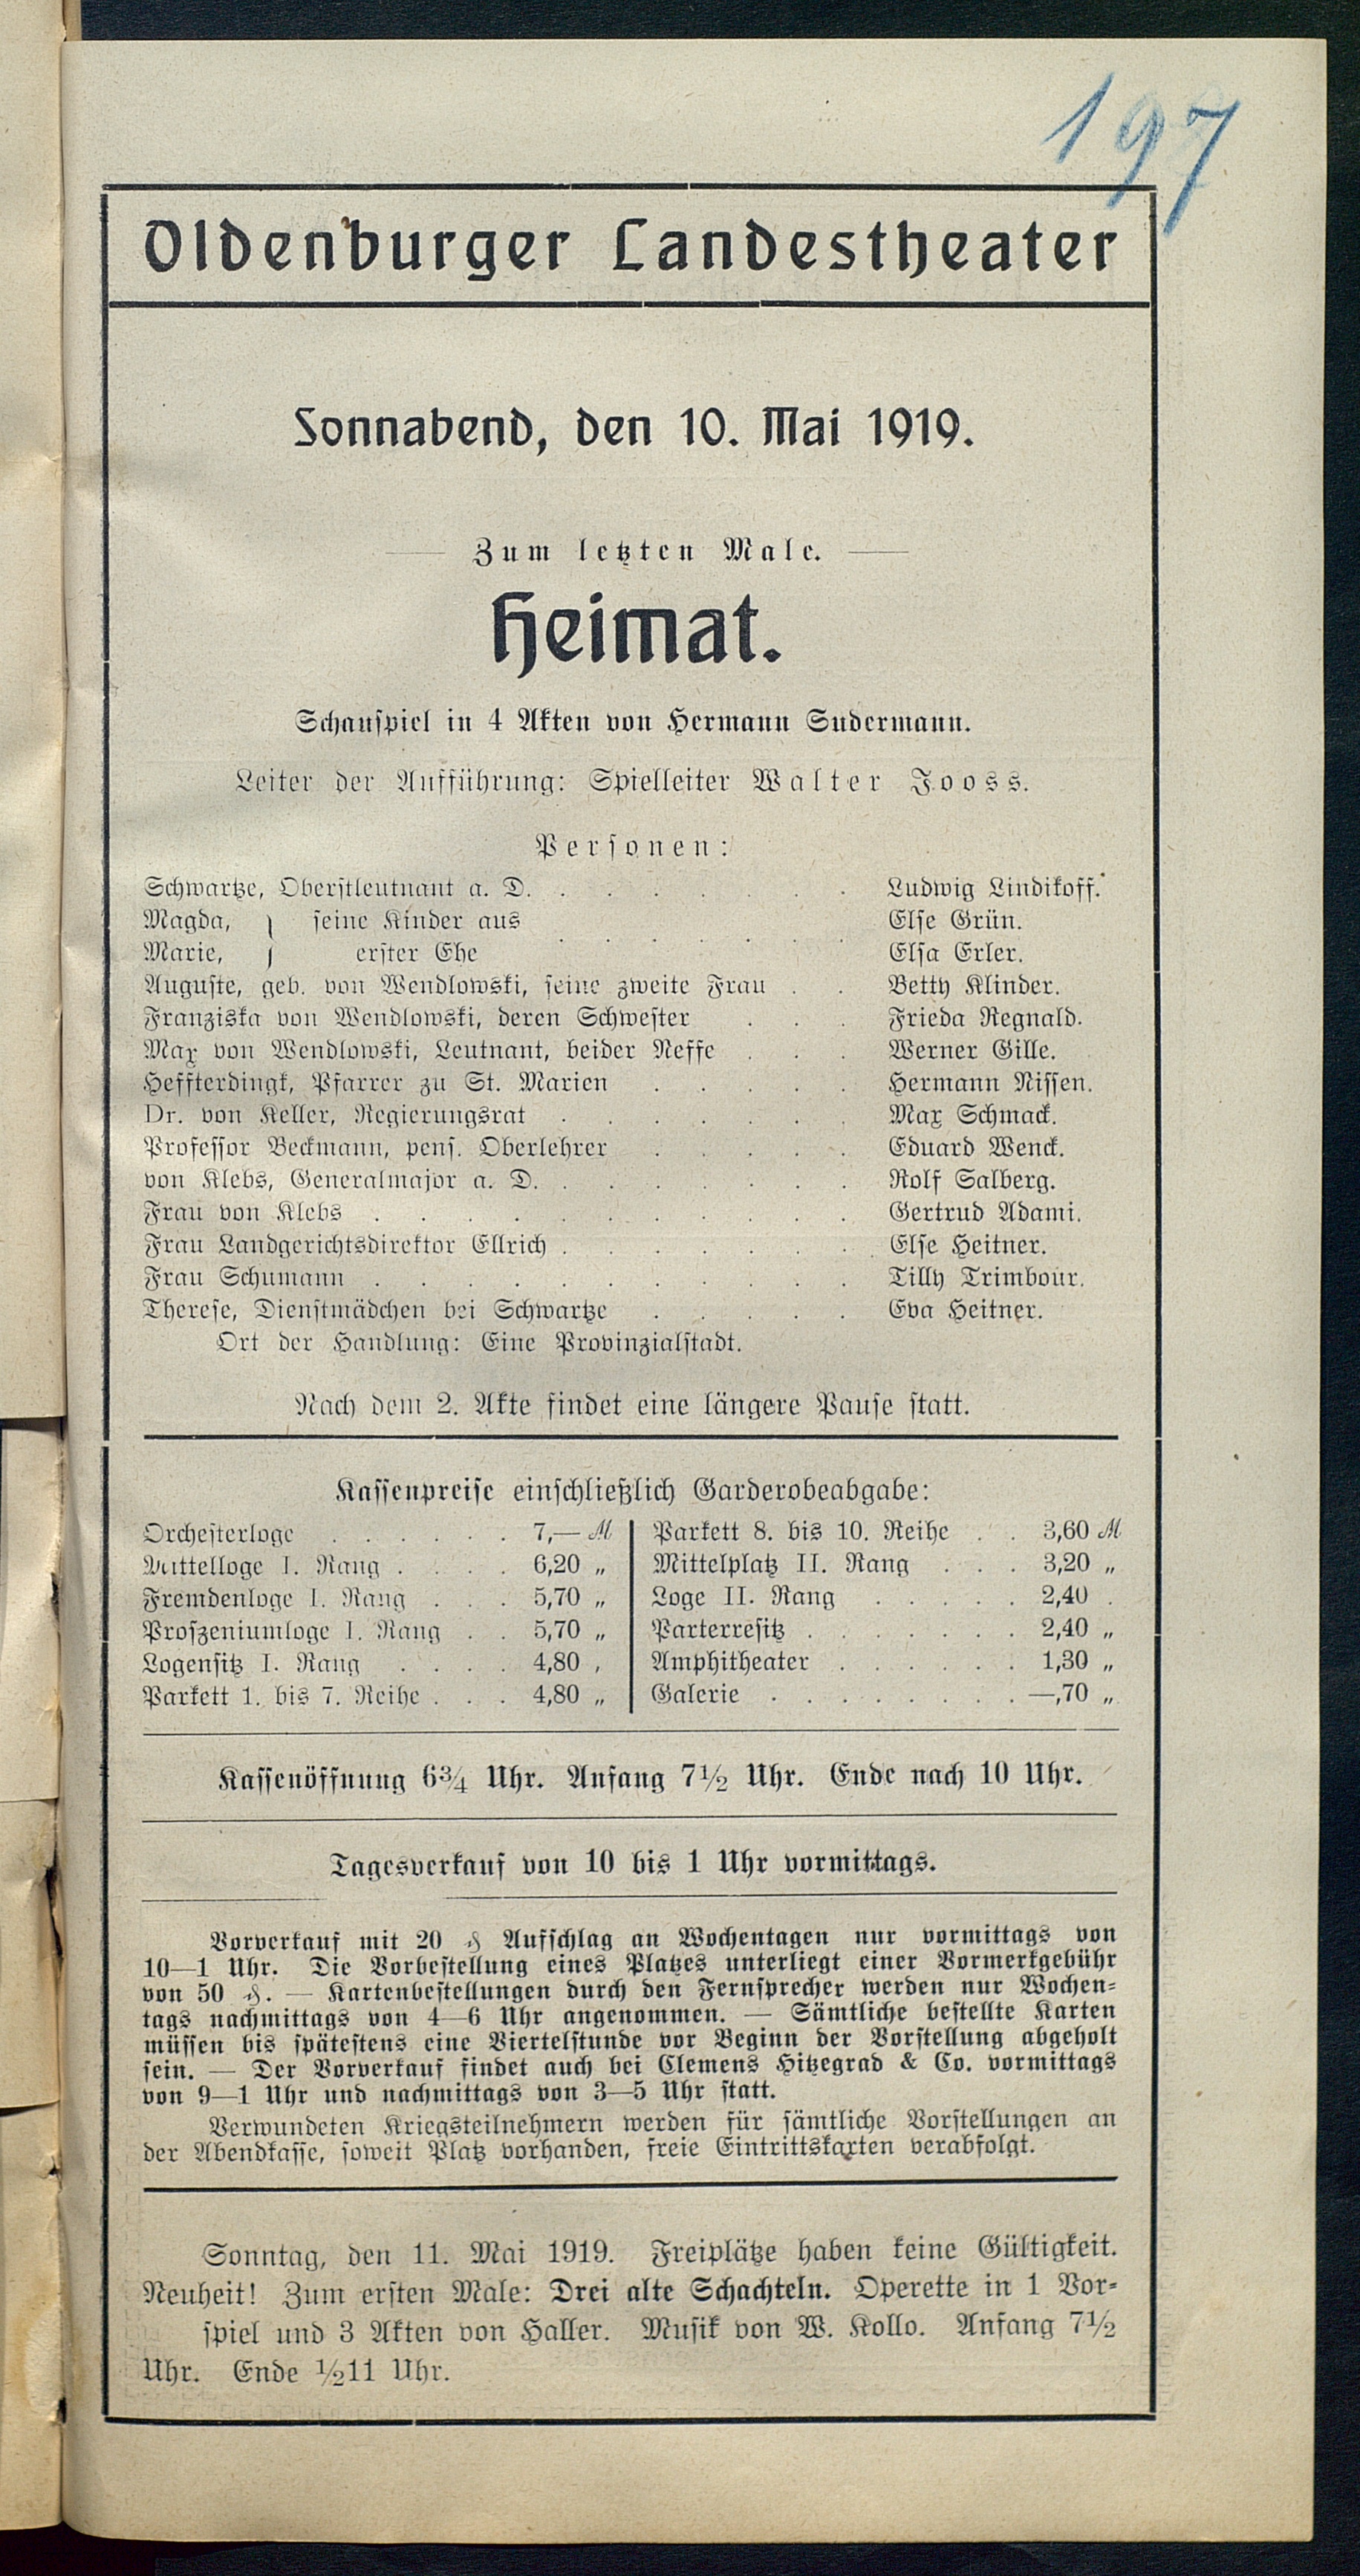 197
Oldenburger Landestheater
Sonnabend, den 10. Mai 1919.
Zum letzten Male.
Heimat.
Schauspiel in 4 Akten von Hermann Sudermann.
Leiter der Aufführung: Spielleiter Walter Jooss.
Personen:
Schwartze, Oberstleutnant a. D. . . . . . . . Ludwig Lindikoff.
Magda, } seine Kinder aus Else Grün.
Marie, } erster Ehe . . . . . . . Elsa Erler.
Auguste, geb. von Wendlowski, seine zweite Frau . . Betty Klinder.
Franziska von Wendlowski, deren Schwester . . . Frieda Regnald.
Max von Wendlowski, Leutnant, beider Neffe . . . Werner Gille.
Heffterdingk, Pfarrer zu St. Marien . . . . . Hermann Nissen.
Dr. von Keller, Regierungsrat . . . . . . . Max Schmack.
Professor Beckmann, pens. Oberlehrer . . . . . Eduard Wenck.
von Klebs, Generalmajor a. D. . . . . . . . Rolf Salberg.
Frau von Klebs . . . . . . . . . . . Gertrud Adami.
Frau Landgerichtsdirektor Ellrich . . . . . . . Else Heitner.
Frau Schumann . . . . . . . . . . . Tilly Trimbour.
Therese, Dienstmädchen bei Schwartze . . . . . Eva Heitner.
Ort der Handlung: Eine Provinzialstadt.
Nach dem 2. Akte findet eine längere Pause statt.
Kassenpreise einschließlich Garderobeabgabe:
Orchesterloge . . . . . . 7,— ℳ
Mittelloge I. Rang . . . . 6,20 „
Fremdenloge I. Rang . . . 5,70 „
Proszeniumloge I. Rang . . 5,70 „
Logensitz I. Rang . . . . 4,80 „
Parkett 1. bis 7. Reihe . . . 4,80 „
Parkett 8. bis 10. Reihe . . 3,60 ℳ
Mittelplatz II. Rang . . . 3,20 „
Loge II. Rang . . . . . 2,40 .
Parterresitz . . . . . . . 2,40 „
Amphitheater . . . . . . 1,30 „
Galerie . . . . . . . . —,70 „
Kassenöffnung 6¾ Uhr. Anfang 7½ Uhr. Ende nach 10 Uhr.
Tagesverkauf von 10 bis 1 Uhr vormittags.
Vorverkauf mit 20 ₰ Aufschlag an Wochentagen nur vormittags von
10—1 Uhr. Die Vorbestellung eines Platzes unterliegt einer Vormerkgebühr
von 50 ₰. — Kartenbestellungen durch den Fernsprecher werden nur Wochen-
tags nachmittags von 4—6 Uhr angenommen. — Sämtliche bestellte Karten
müssen bis spätestens eine Viertelstunde vor Beginn der Vorstellung abgeholt
sein. — Der Vorverkauf findet auch bei Clemens Hitzegrad & Co. vormittags
von 9—1 Uhr und nachmittags von 3—5 Uhr statt.
Verwundeten Kriegsteilnehmern werden für sämtliche Vorstellungen an
der Abendkasse, soweit Platz vorhanden, freie Eintrittskarten verabfolgt.
Sonntag, den 11. Mai 1919. Freiplätze haben keine Gültigkeit.
Neuheit! Zum ersten Male: Drei alte Schachteln. Operette in 1 Vor-
spiel und 3 Akten von Haller. Musik von W. Kollo. Anfang 7½
Uhr. Ende ½11 Uhr.